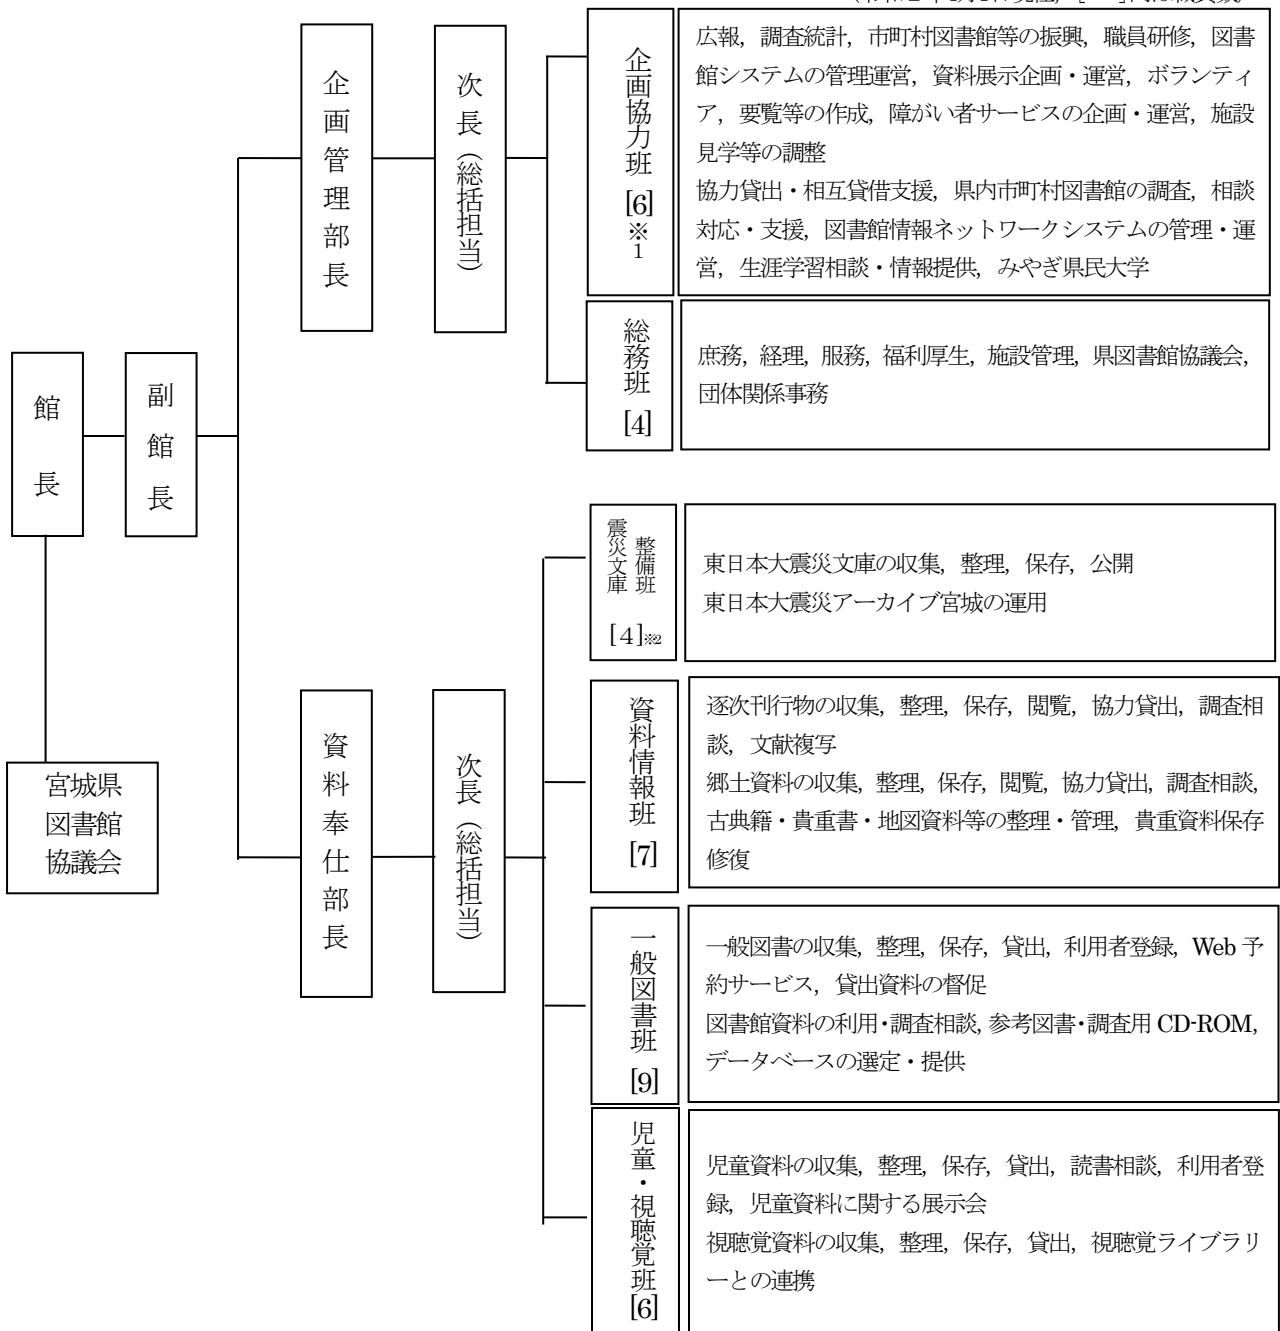 企画管理部長
次長（総括担当）
企画協力班
[6]
※
1
広報，調査統計，市町村図書館等の振興，職員研修，図書
館システムの管理運営，資料展示企画・運営，ボランティ
ア，要覧等の作成，障がい者サービスの企画・運営，施設
見学等の調整
協力貸出・相互貸借支援，県内市町村図書館の調査，相談
対応・支援，図書館情報ネットワークシステムの管理・運
営，生涯学習相談・情報提供，みやぎ県民大学
総務班
[4]
庶務，経理，服務，福利厚生，施設管理，県図書館協議会，
団体関係事務
館長
副館長
宮城県
図書館
協議会
資料奉仕部長
次長（総括担当）
震災文庫
整備班
[4]※2
東日本大震災文庫の収集，整理，保存，公開
東日本大震災アーカイブ宮城の運用
資料情報班
[7]
逐次刊行物の収集，整理，保存，閲覧，協力貸出，調査相
談，文献複写
郷土資料の収集，整理，保存，閲覧，協力貸出，調査相談，
古典籍・貴重書・地図資料等の整理・管理，貴重資料保存
修復
一般図書班
[9]
一般図書の収集，整理，保存，貸出，利用者登録，Web 予
約サービス，貸出資料の督促
図書館資料の利用・調査相談，参考図書・調査用 CD-ROM，
データベースの選定・提供
児童・視聴覚班
[6]
児童資料の収集，整理，保存，貸出，読書相談，利用者登
録，児童資料に関する展示会
視聴覚資料の収集，整理，保存，貸出，視聴覚ライブラリ
ーとの連携